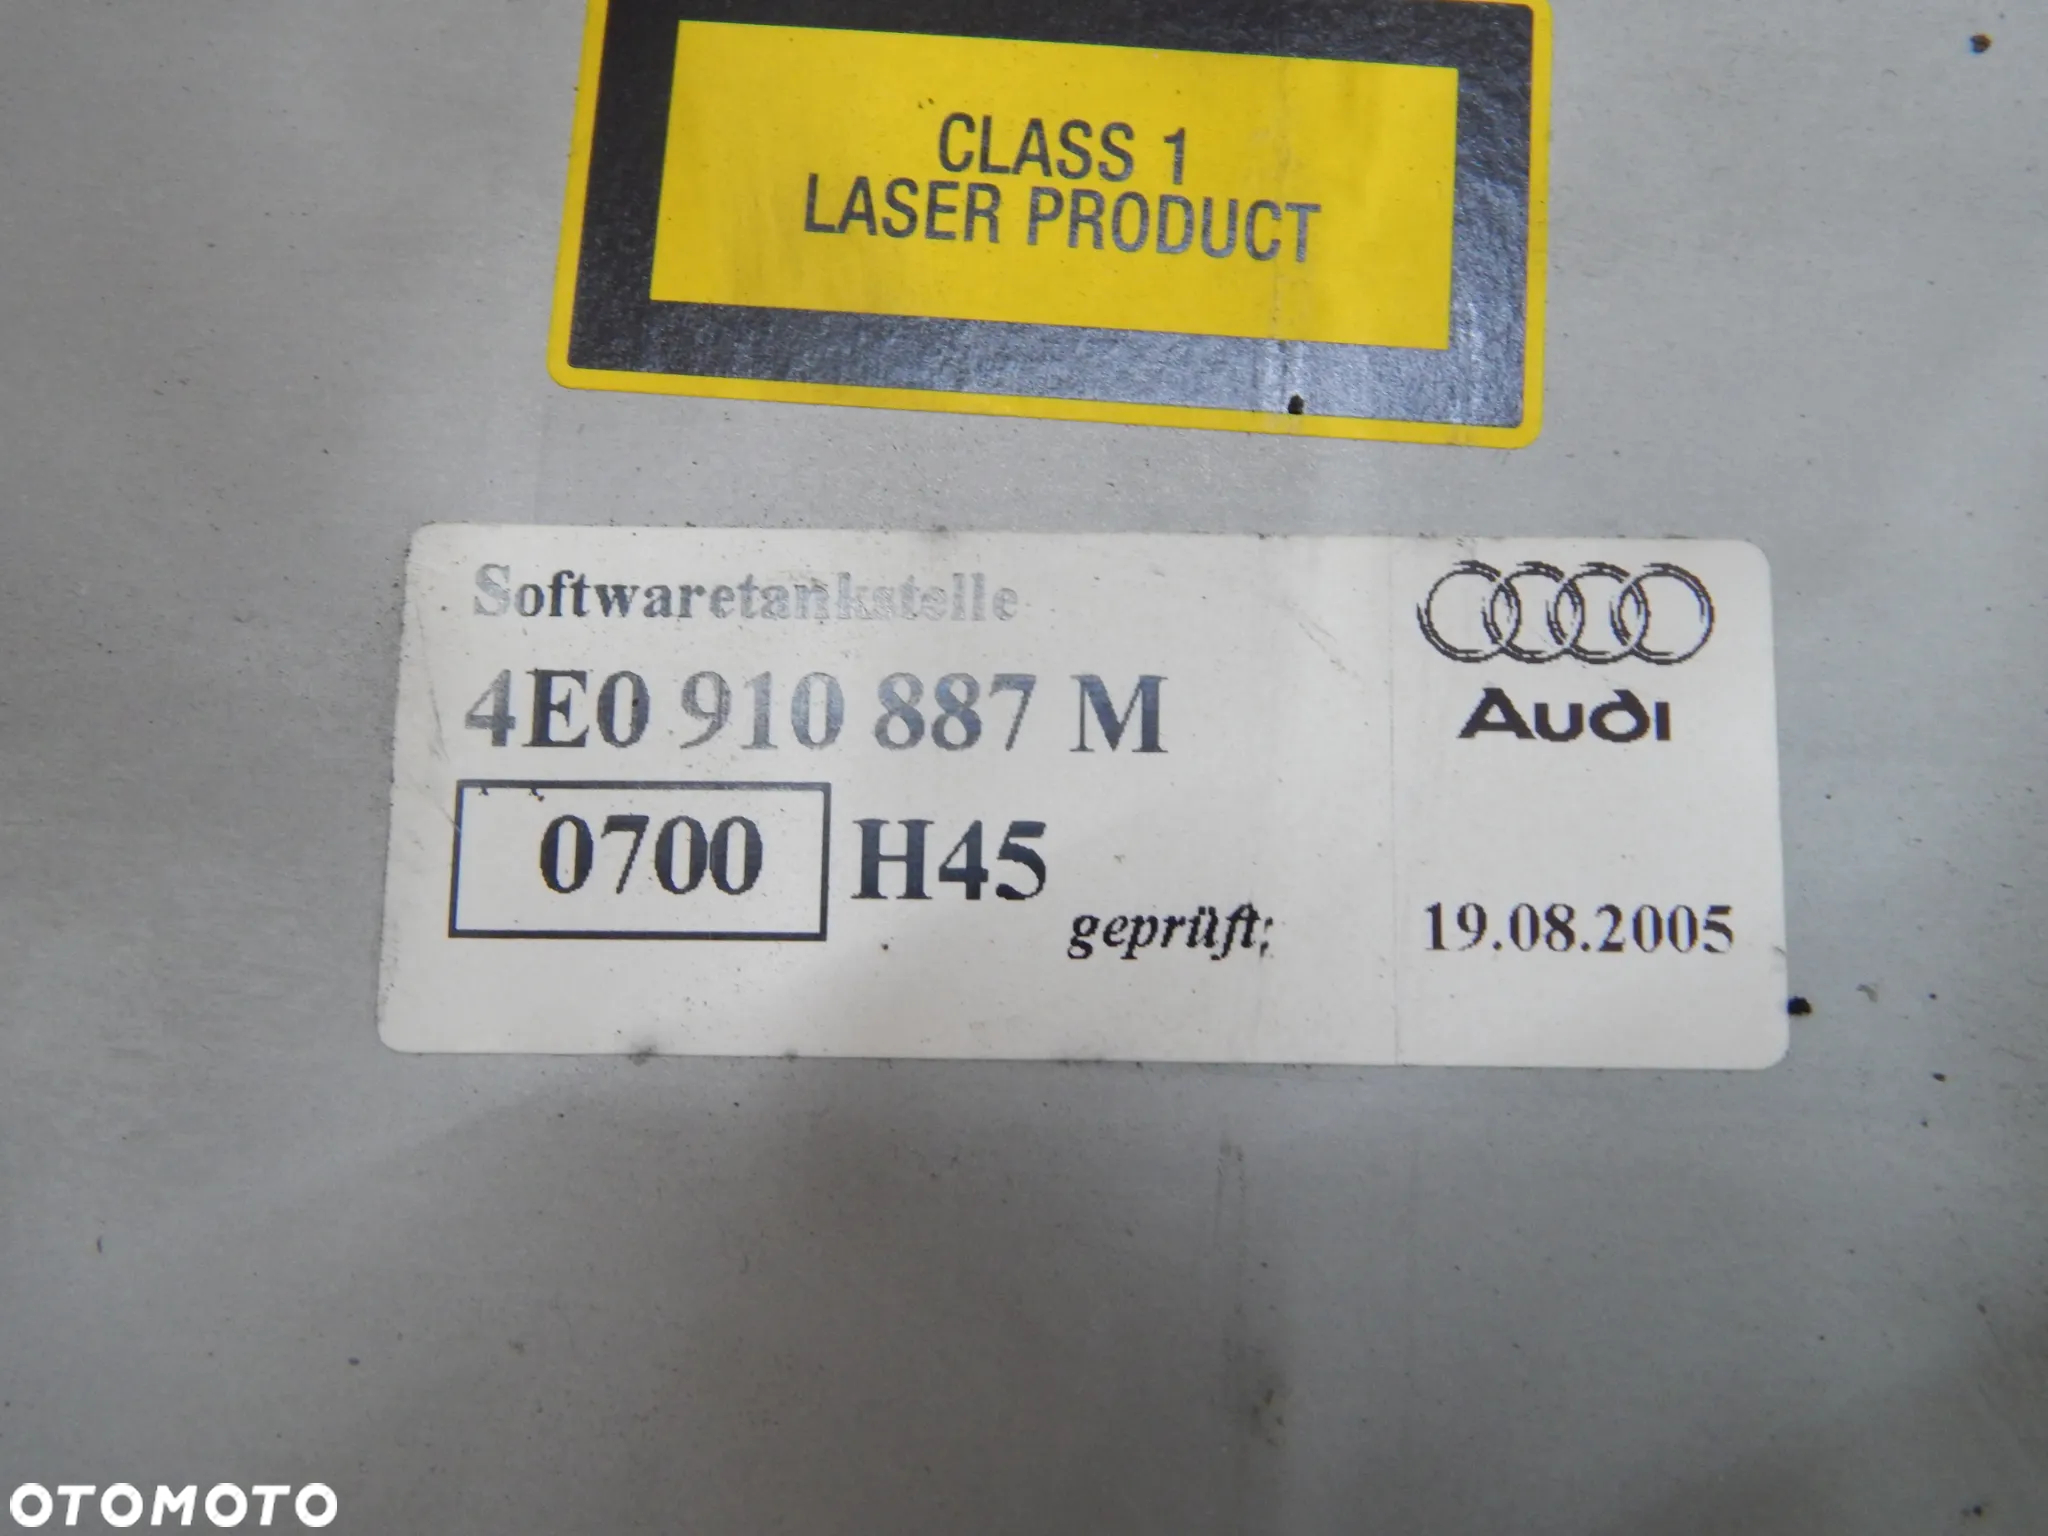 CLASS 1
LASER PRODUCT
Softwaretankstelle
4E0 910 887 M
Audi
0700 H45
geprüft: 19.08.2005
OTOMOTO